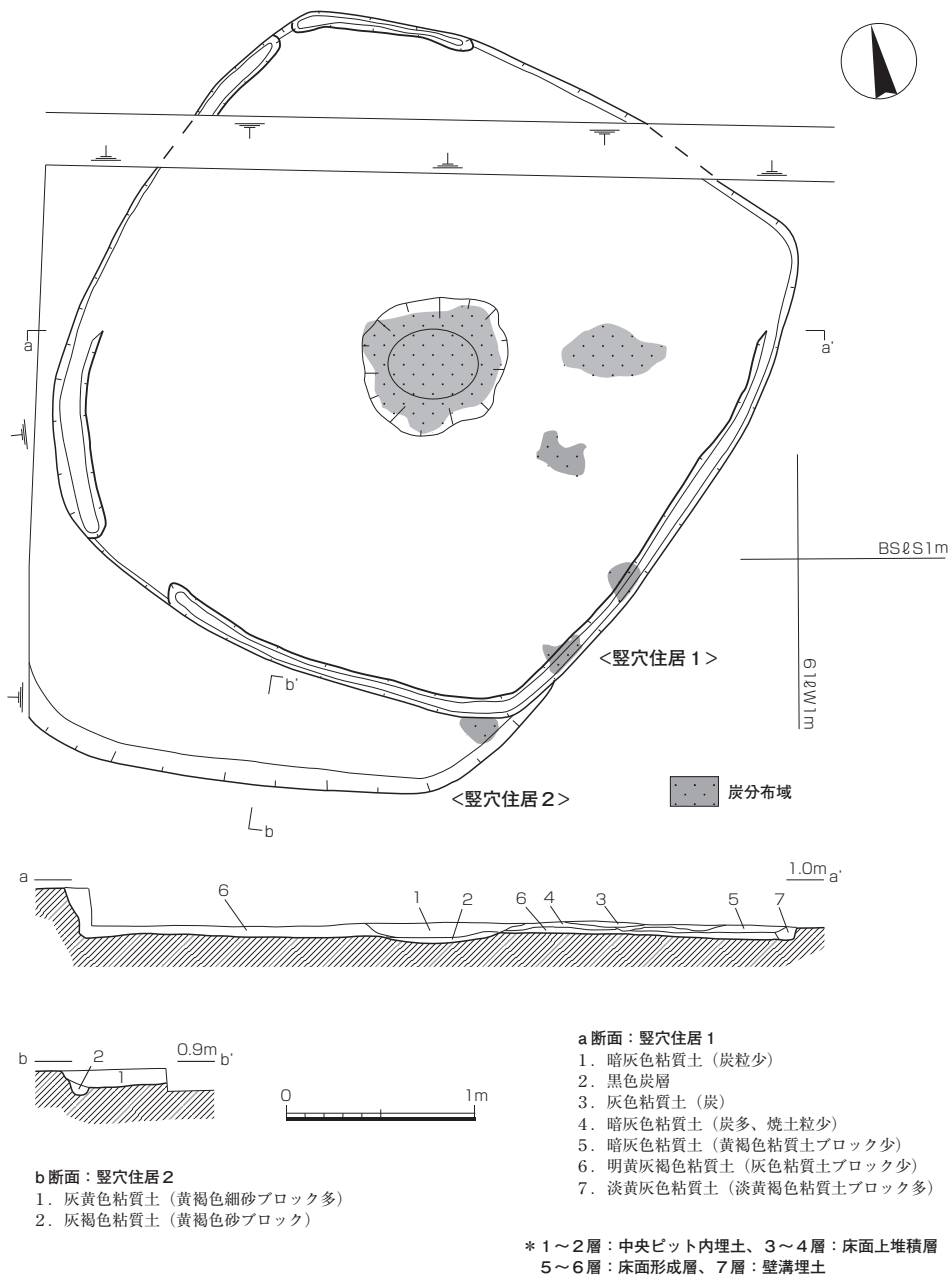 a
a'
BSℓS1m
61ℓW1m
<竪穴住居1>
b'
b
<竪穴住居2>
炭分布域
a
1.0m a'
6
1
2
6
4
3
5
7
b
2
1
0.9m b'
0
1m
a断面:竪穴住居1
1. 暗灰色粘質土(炭粒少)
2. 黒色炭層
3. 灰色粘質土(炭)
4. 暗灰色粘質土(炭多、焼土粒少)
5. 暗灰色粘質土(黄褐色粘質土ブロック少)
6. 明黄灰褐色粘質土(灰色粘質土ブロック少)
7. 淡黄灰色粘質土(淡黄褐色粘質土ブロック多)
b断面:竪穴住居2
1. 灰黄色粘質土(黄褐色細砂ブロック多)
2. 灰褐色粘質土(黄褐色砂ブロック)
*1~2層:中央ピット内埋土、3~4層:床面上堆積層
5~6層:床面形成層、7層:壁溝埋土